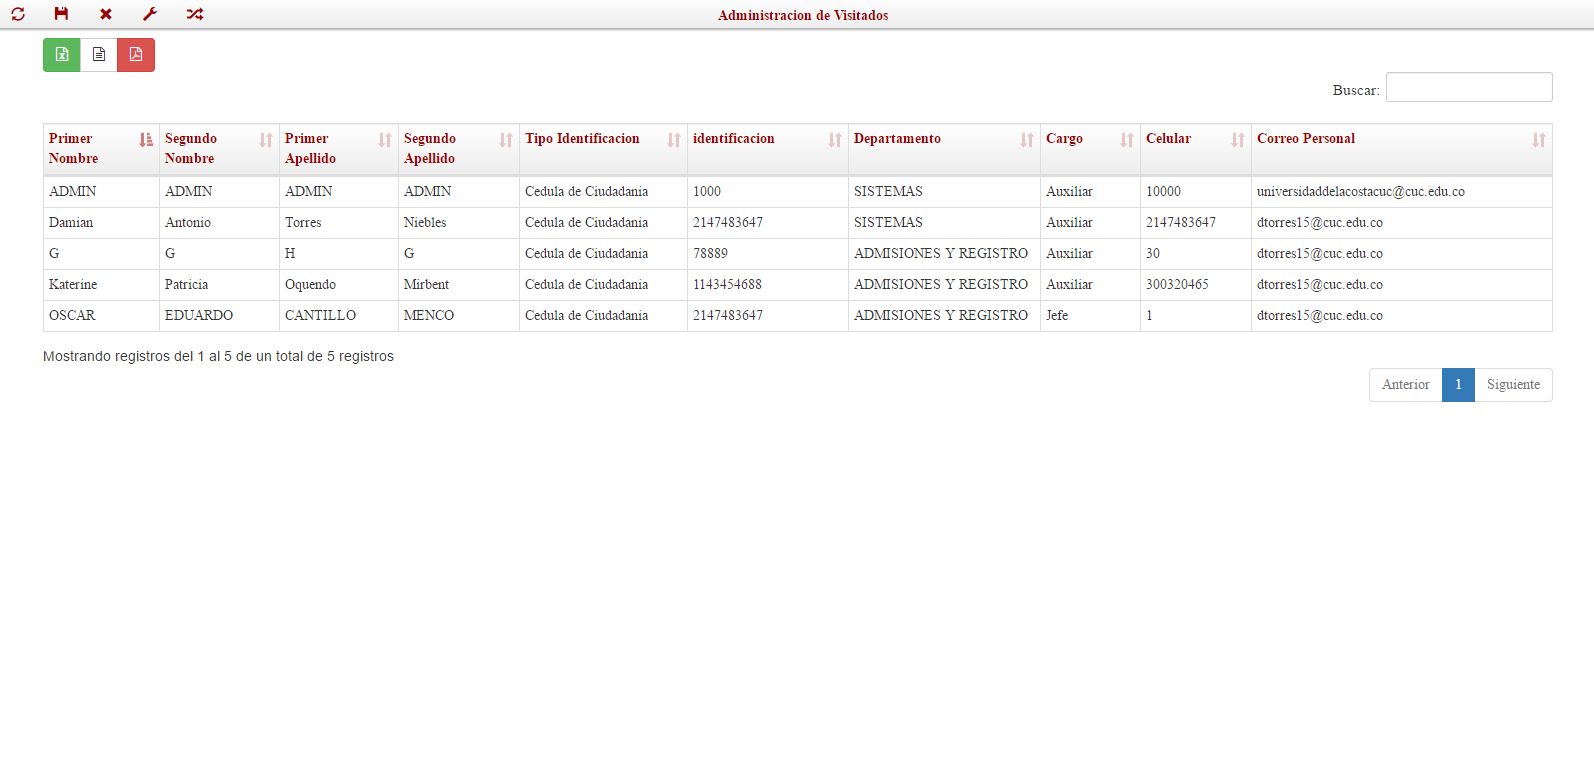 Administracion de Visitados
Buscar:
Primer Nombre Segundo Nombre Primer Apellido Segundo Apellido Tipo Identificacion identificacion Departamento Cargo Celular Correo Personal
ADMIN ADMIN ADMIN ADMIN Cedula de Ciudadania 1000 SISTEMAS Auxiliar 10000 universidaddelacostacuc@cuc.edu.co
Damian Antonio Torres Niebles Cedula de Ciudadania 2147483647 SISTEMAS Auxiliar 2147483647 dtorres15@cuc.edu.co
G G H G Cedula de Ciudadania 78889 ADMISIONES Y REGISTRO Auxiliar 30 dtorres15@cuc.edu.co
Katerine Patricia Oquendo Mirbent Cedula de Ciudadania 1143454688 ADMISIONES Y REGISTRO Auxiliar 300320465 dtorres15@cuc.edu.co
OSCAR EDUARDO CANTILLO MENCO Cedula de Ciudadania 2147483647 ADMISIONES Y REGISTRO Jefe 1 dtorres15@cuc.edu.co
Mostrando registros del 1 al 5 de un total de 5 registros
Anterior 1 Siguiente